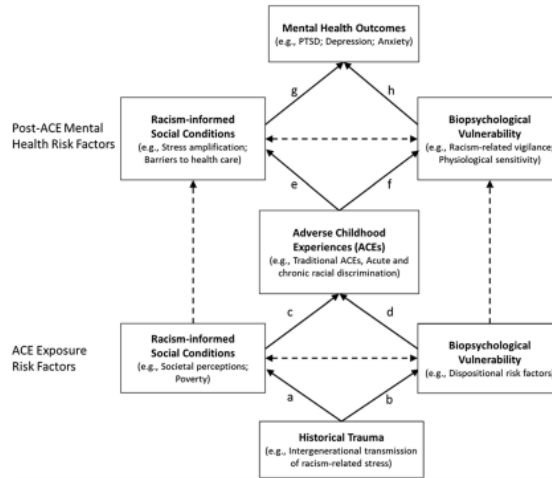 Mental Health Outcomes
(e.g., PTSD; Depression; Anxiety)
g
h
Post-ACE Mental
Health Risk Factors
Racism-informed
Social Conditions
(e.g., Stress amplification;
Barriers to health care)
Biopsychological
Vulnerability
(e.g., Racism-related vigilance;
Physiological sensitivity)
e
f
Adverse Childhood
Experiences (ACEs)
(e.g., Traditional ACEs, Acute and
chronic racial discrimination)
c
d
ACE Exposure
Risk Factors
Racism-informed
Social Conditions
(e.g., Societal perceptions;
Poverty)
Biopsychological
Vulnerability
(e.g., Dispositional risk factors)
a
b
Historical Trauma
(e.g., Intergenerational transmission
of racism-related stress)